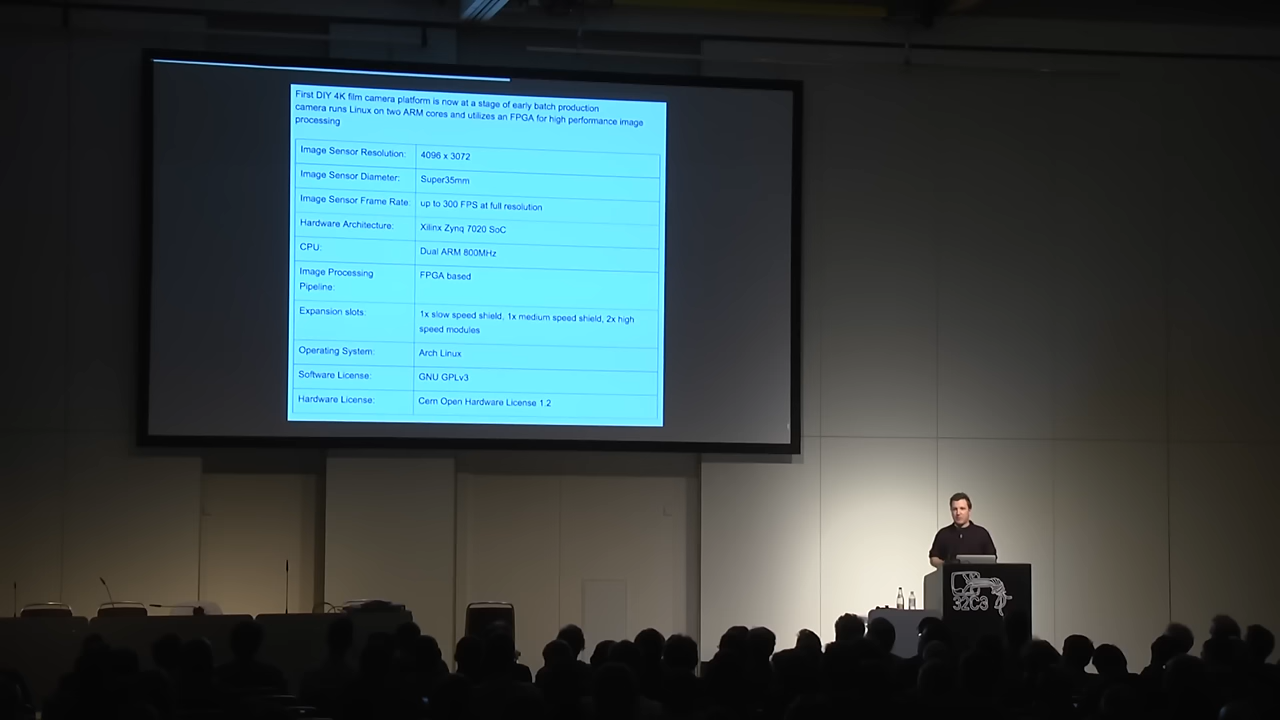 First DIY 4K film camera platform is now at a stage of early batch production
camera runs Linux on two ARM cores and utilizes an FPGA for high performance image
processing
Image Sensor Resolution: 4096 x 3072
Image Sensor Diameter: Super35mm
Image Sensor Frame Rate: up to 300 FPS at full resolution
Hardware Architecture: Xilinx Zynq 7020 SoC
CPU: Dual ARM 800MHz
Image Processing FPGA based
Pipeline:
Expansion slots: 1x slow speed shield, 1x medium speed shield, 2x high
speed modules
Operating System: Arch Linux
Software License: GNU GPLv3
Hardware License: Cern Open Hardware License 1.2
32C3